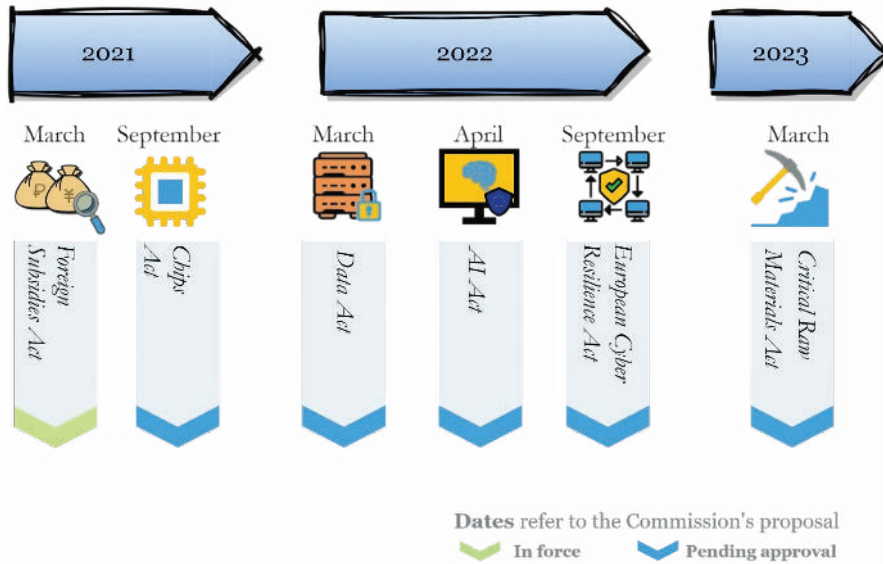 2021
2022
2023
March
September
March
April
September
March
₽
¥
Foreign
Subsidies Act
Chips
Act
Data Act
AI Act
European Cyber
Resilience Act
Critical Raw
Materials Act
Dates refer to the Commission's proposal
In force
Pending approval